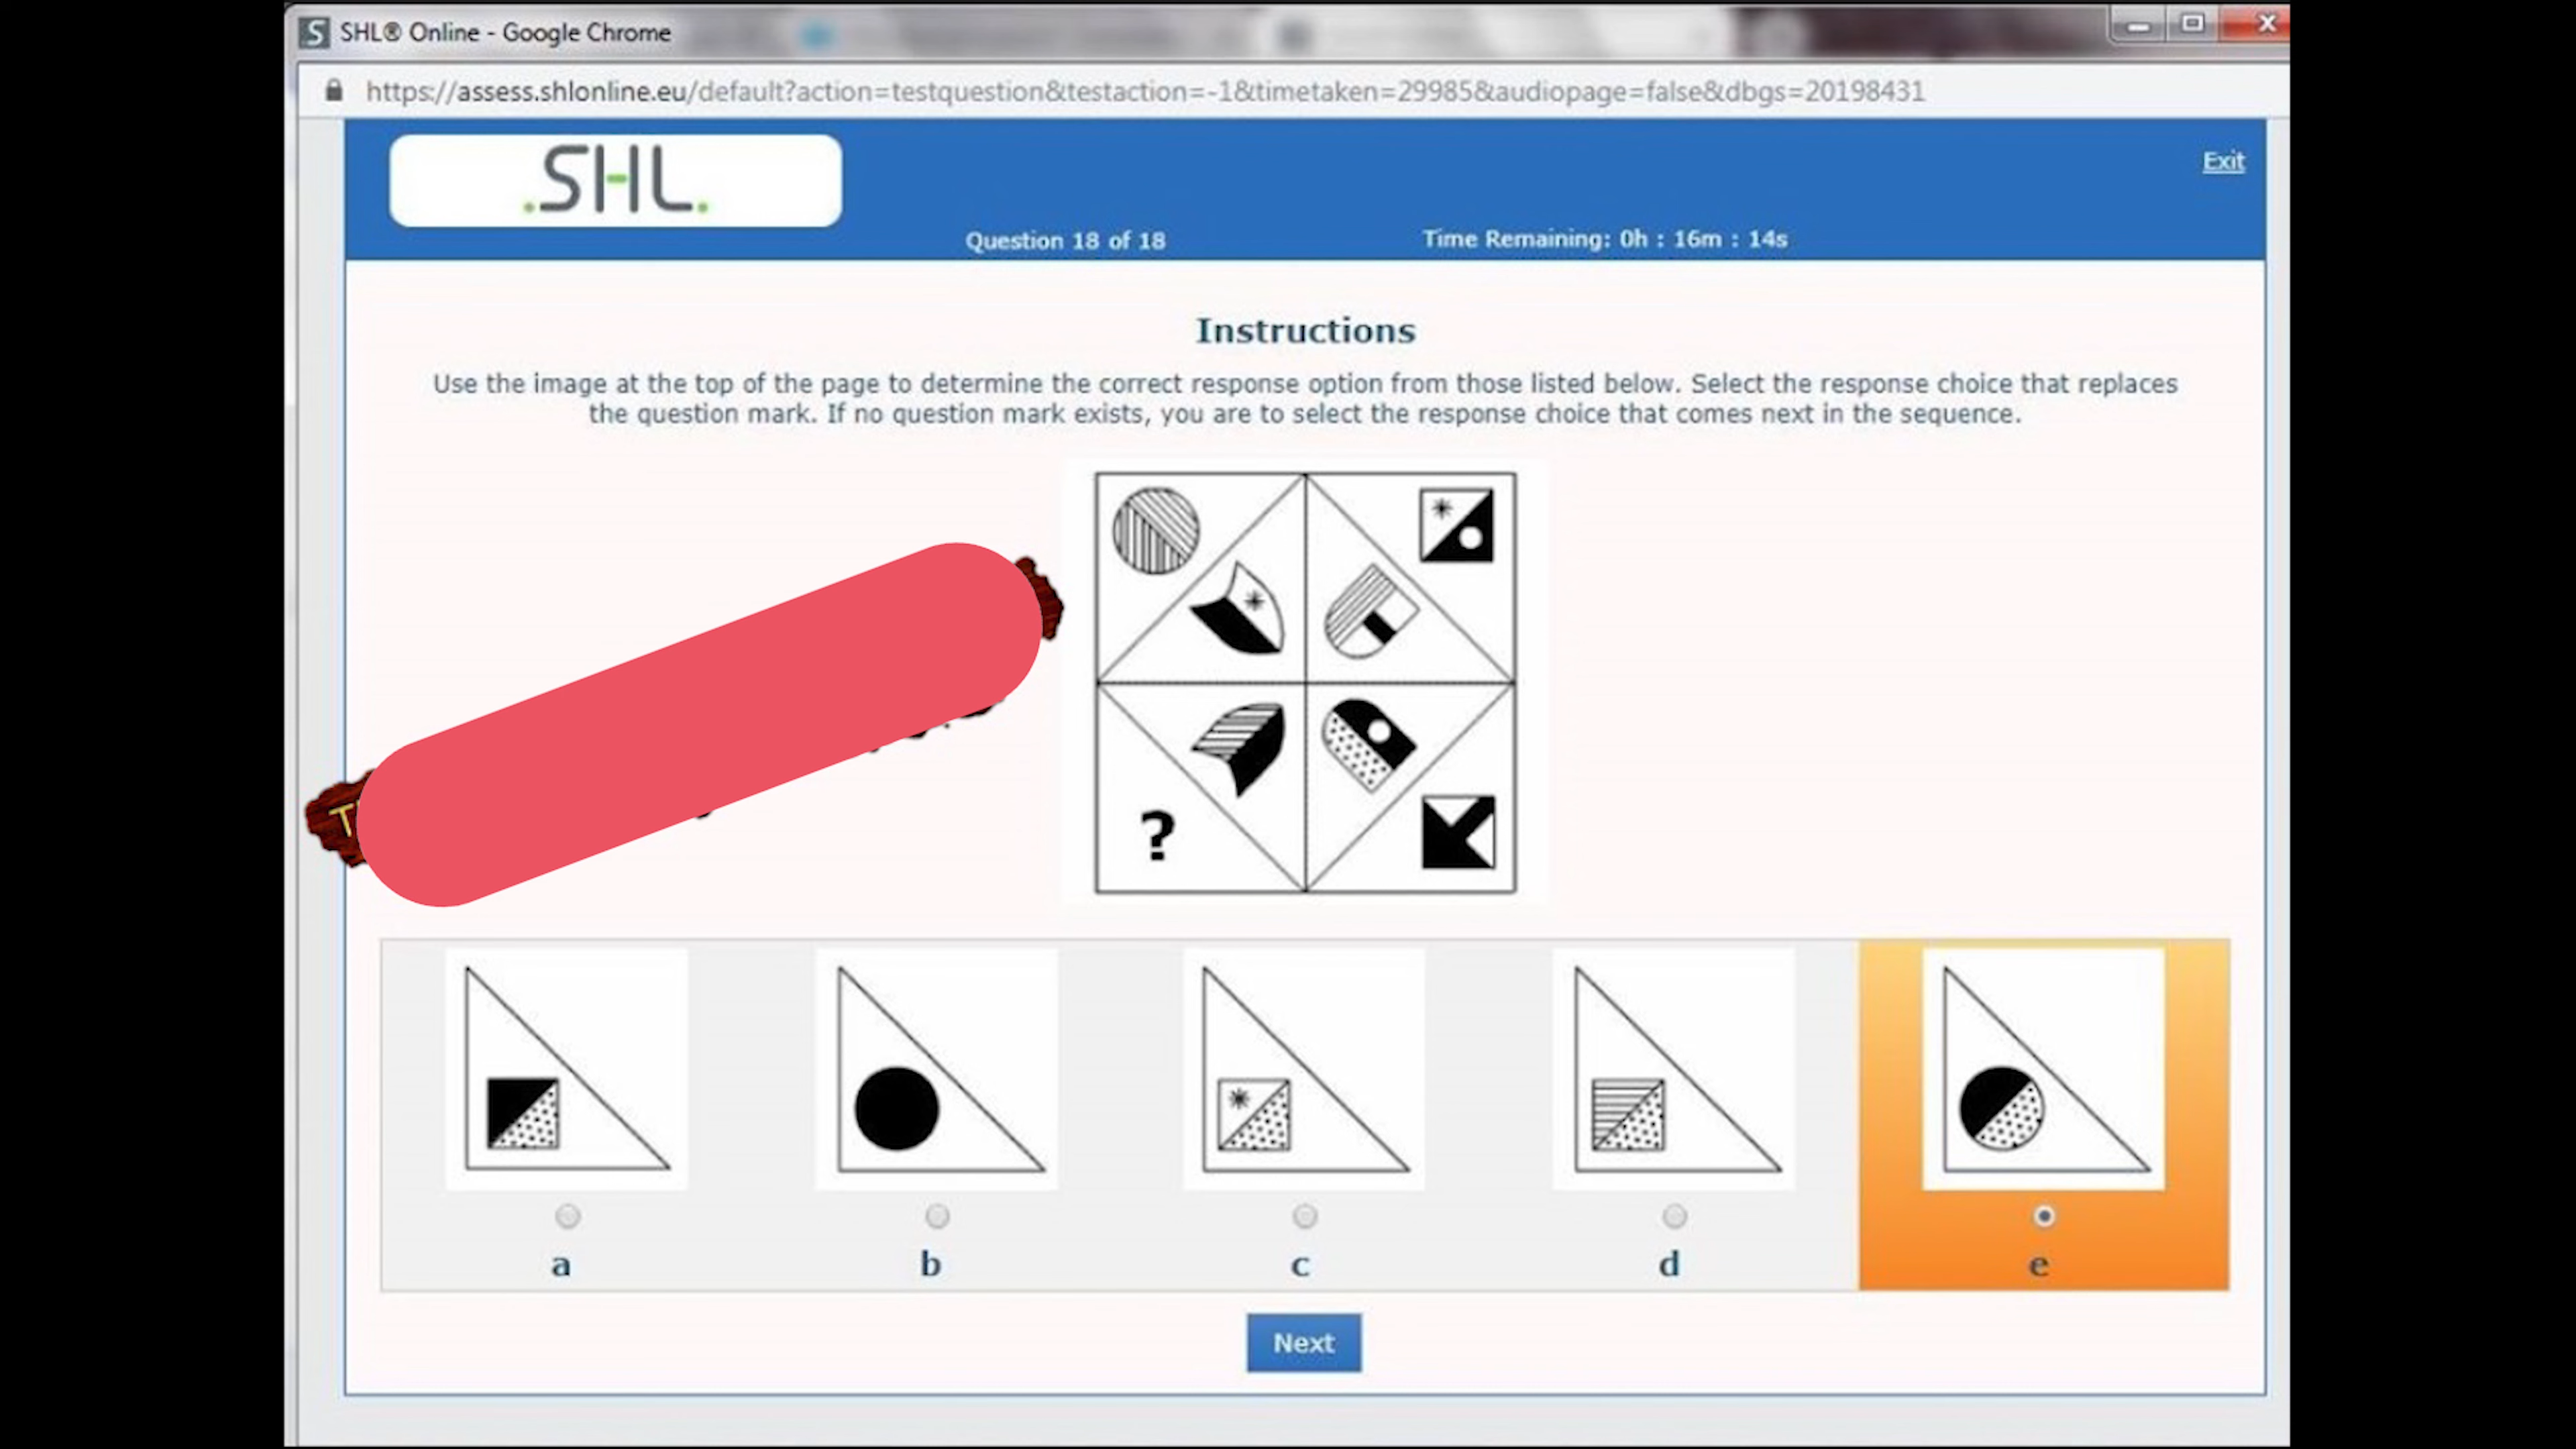 SHL® Online - Google Chrome
https://assess.shlonline.eu/default?action=testquestion&testaction=-1&timetaken=29985&audiopage=false&dbgs=20198431
.SHL.
Exit
Question 18 of 18
Time Remaining: 0h : 16m : 14s
Instructions
Use the image at the top of the page to determine the correct response option from those listed below. Select the response choice that replaces
the question mark. If no question mark exists, you are to select the response choice that comes next in the sequence.
?
a b c d e
Next